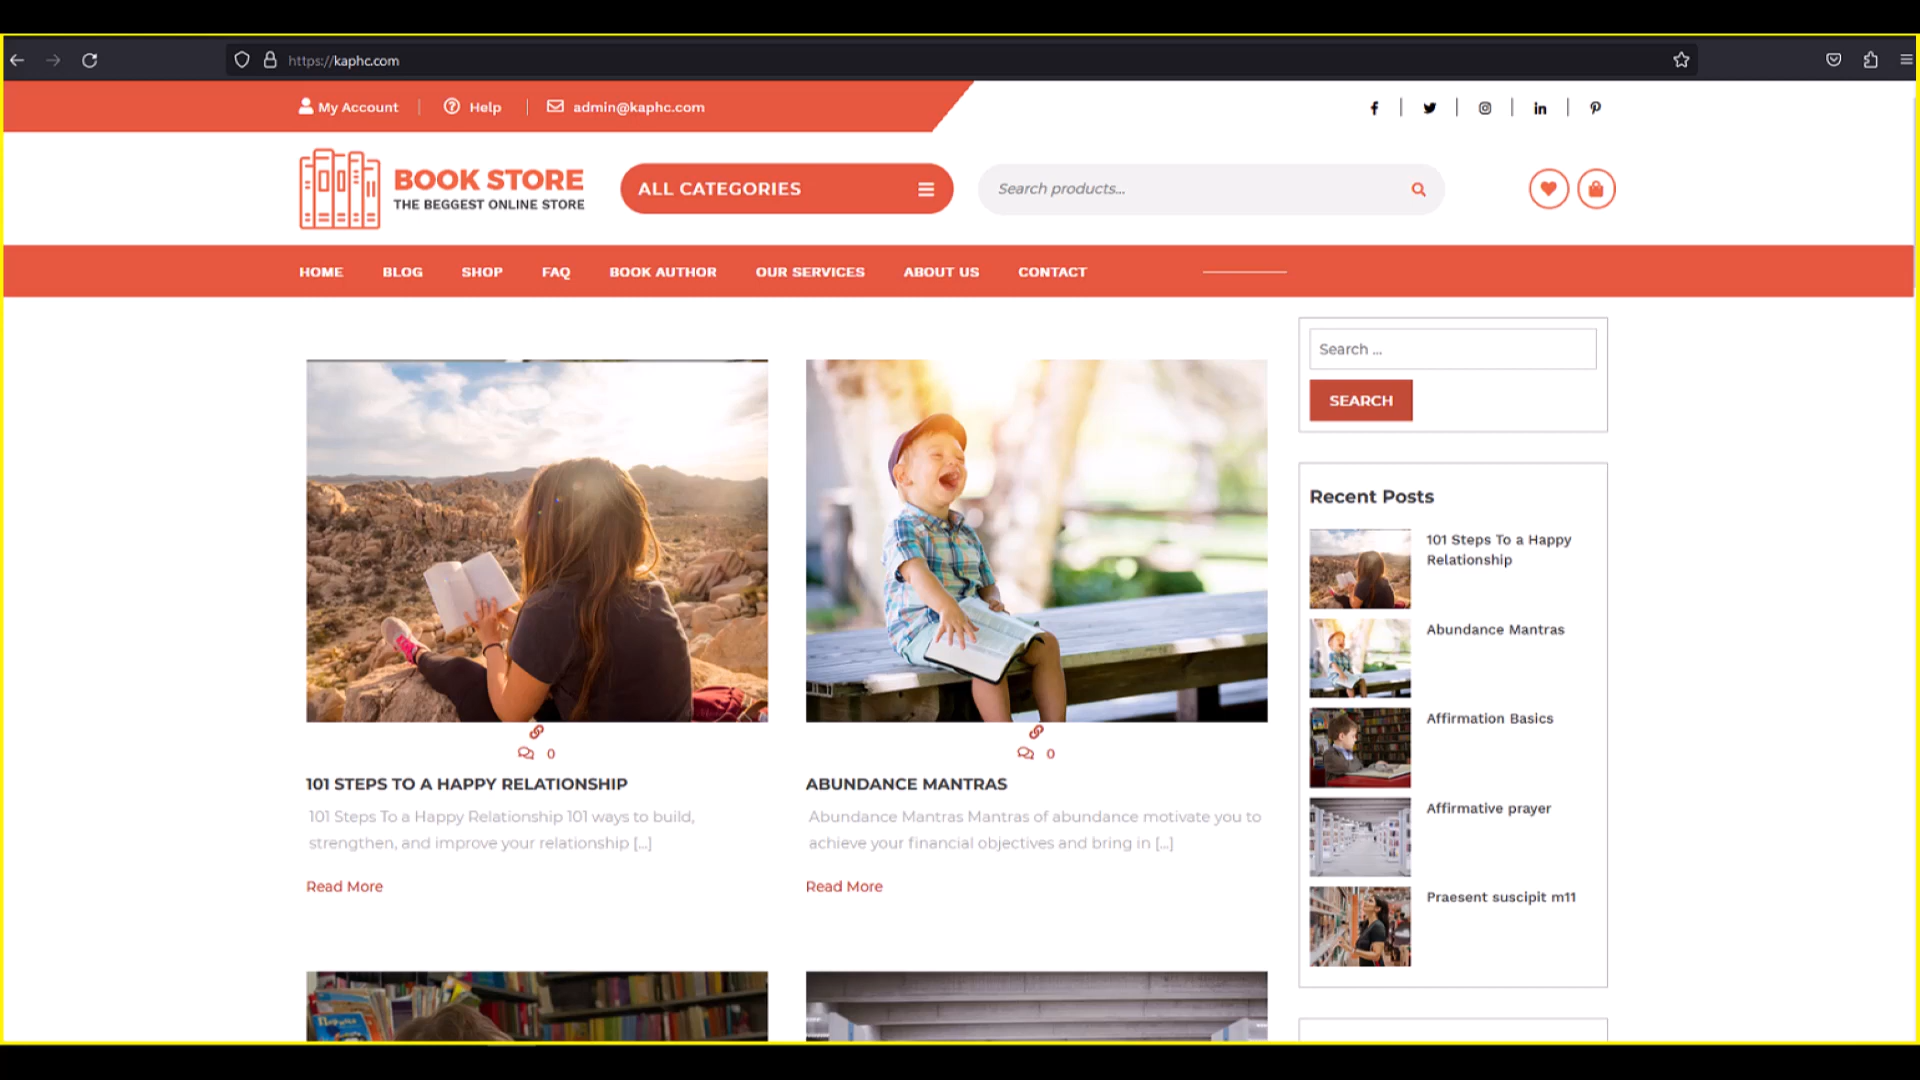 https://kaphc.com
My Account
Help
admin@kaphc.com
BOOK STORE
THE BEGGEST ONLINE STORE
ALL CATEGORIES
Search products...
HOME
BLOG
SHOP
FAQ
BOOK AUTHOR
OUR SERVICES
ABOUT US
CONTACT
0
101 STEPS TO A HAPPY RELATIONSHIP
101 Steps To a Happy Relationship 101 ways to build,
strengthen, and improve your relationship [...]
Read More
0
ABUNDANCE MANTRAS
Abundance Mantras Mantras of abundance motivate you to
achieve your financial objectives and bring in [...]
Read More
Search ...
SEARCH
Recent Posts
101 Steps To a Happy
Relationship
Abundance Mantras
Affirmation Basics
Affirmative prayer
Praesent suscipit m11